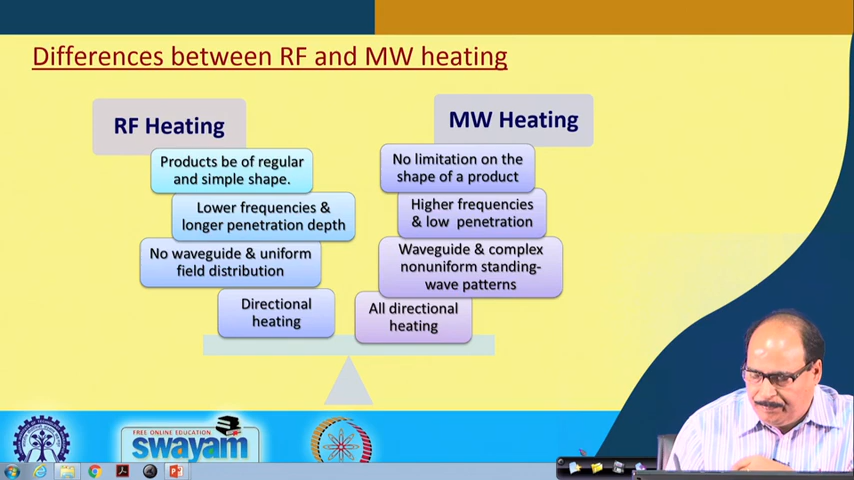 Differences between RF and MW heating
RF Heating
Products be of regular
and simple shape.
Lower frequencies &
longer penetration depth
No waveguide & uniform
field distribution
Directional
heating
MW Heating
No limitation on the
shape of a product
Higher frequencies
& low penetration
Waveguide & complex
nonuniform standing-
wave patterns
All directional
heating
FREE ONLINE EDUCATION
swayam